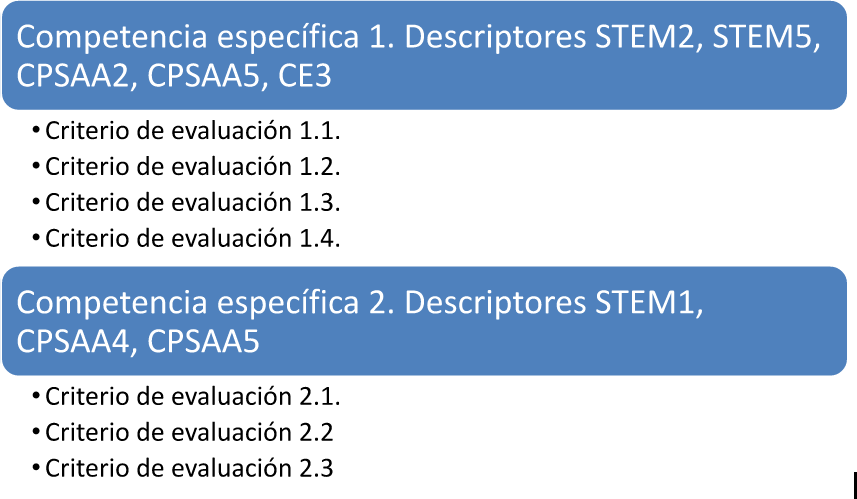 Competencia específica 1. Descriptores STEM2, STEM5,
CPSAA2, CPSAA5, CE3
• Criterio de evaluación 1.1.
• Criterio de evaluación 1.2.
• Criterio de evaluación 1.3.
• Criterio de evaluación 1.4.
Competencia específica 2. Descriptores STEM1,
CPSAA4, CPSAA5
• Criterio de evaluación 2.1.
• Criterio de evaluación 2.2
• Criterio de evaluación 2.3